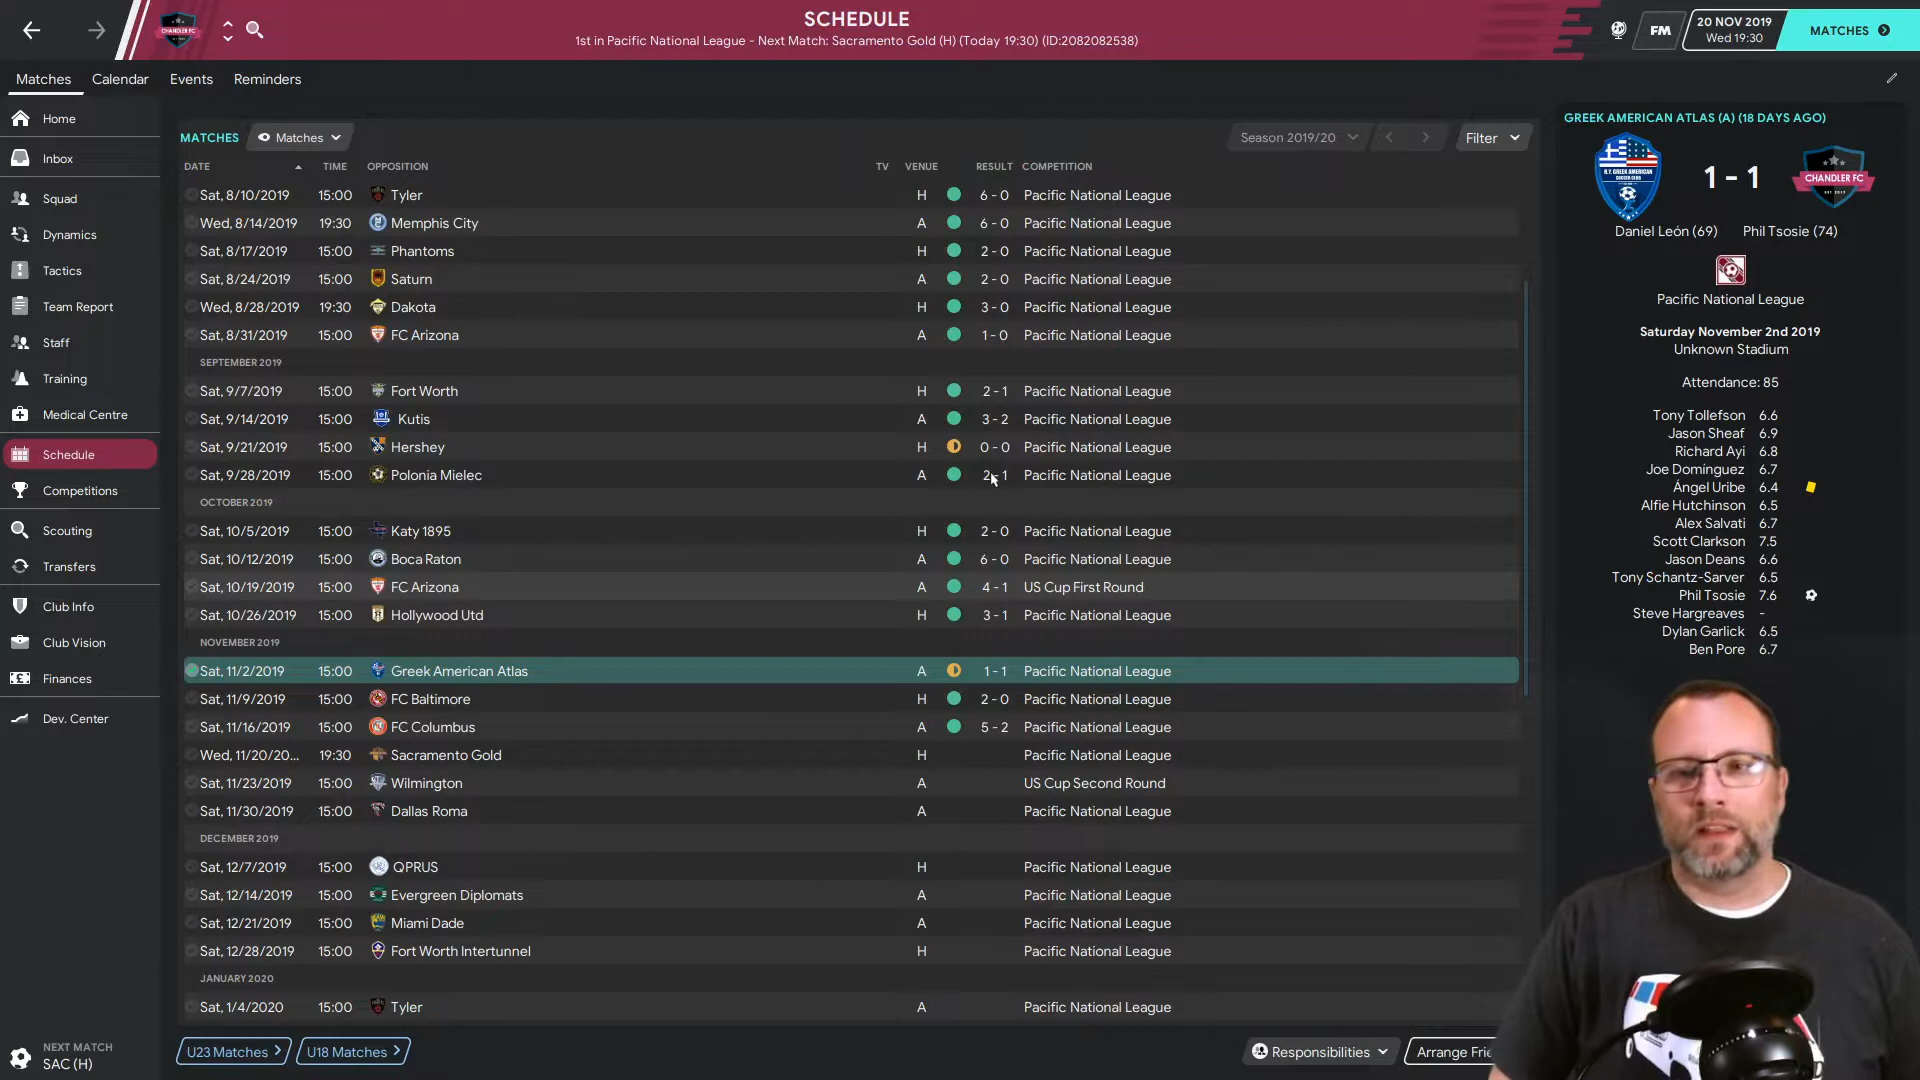 SCHEDULE
1st in Pacific National League - Next Match: Sacramento Gold (H) (Today 19:30) (ID:2082082538)
CHANDLER FC
FM
20 NOV 2019
Wed 19:30
MATCHES
Matches Calendar Events Reminders
Home
Inbox
Squad
Dynamics
Tactics
Team Report
Staff
Training
Medical Centre
Schedule
Competitions
Scouting
Transfers
Club Info
Club Vision
Finances
Dev. Center
NEXT MATCH
SAC (H)
MATCHES Matches Season 2019/20 Filter
DATE TIME OPPOSITION TV VENUE RESULT COMPETITION
Sat, 8/10/2019 15:00 Tyler H 6 - 0 Pacific National League
Wed, 8/14/2019 19:30 Memphis City A 6 - 0 Pacific National League
Sat, 8/17/2019 15:00 Phantoms H 2 - 0 Pacific National League
Sat, 8/24/2019 15:00 Saturn A 2 - 0 Pacific National League
Wed, 8/28/2019 19:30 Dakota H 3 - 0 Pacific National League
Sat, 8/31/2019 15:00 FC Arizona A 1 - 0 Pacific National League
SEPTEMBER 2019
Sat, 9/7/2019 15:00 Fort Worth H 2 - 1 Pacific National League
Sat, 9/14/2019 15:00 Kutis A 3 - 2 Pacific National League
Sat, 9/21/2019 15:00 Hershey H 0 - 0 Pacific National League
Sat, 9/28/2019 15:00 Polonia Mielec A 2 - 1 Pacific National League
OCTOBER 2019
Sat, 10/5/2019 15:00 Katy 1895 H 2 - 0 Pacific National League
Sat, 10/12/2019 15:00 Boca Raton A 6 - 0 Pacific National League
Sat, 10/19/2019 15:00 FC Arizona A 4 - 1 US Cup First Round
Sat, 10/26/2019 15:00 Hollywood Utd H 3 - 1 Pacific National League
NOVEMBER 2019
Sat, 11/2/2019 15:00 Greek American Atlas A 1 - 1 Pacific National League
Sat, 11/9/2019 15:00 FC Baltimore H 2 - 0 Pacific National League
Sat, 11/16/2019 15:00 FC Columbus A 5 - 2 Pacific National League
Wed, 11/20/20... 19:30 Sacramento Gold H Pacific National League
Sat, 11/23/2019 15:00 Wilmington A US Cup Second Round
Sat, 11/30/2019 15:00 Dallas Roma A Pacific National League
DECEMBER 2019
Sat, 12/7/2019 15:00 QPRUS H Pacific National League
Sat, 12/14/2019 15:00 Evergreen Diplomats A Pacific National League
Sat, 12/21/2019 15:00 Miami Dade A Pacific National League
Sat, 12/28/2019 15:00 Fort Worth Intertunnel H Pacific National League
JANUARY 2020
Sat, 1/4/2020 15:00 Tyler A Pacific National League
U23 Matches U18 Matches Responsibilities Arrange Frie
GREEK AMERICAN ATLAS (A) (18 DAYS AGO)
N.Y. GREEK AMERICAN
SOCCER CLUB
1 - 1
CHANDLER FC
Daniel León (69) Phil Tsosie (74)
Pacific National League
Saturday November 2nd 2019
Unknown Stadium
Attendance: 85
Tony Tollefson 6.6
Jason Sheaf 6.9
Richard Ayi 6.8
Joe Domínguez 6.7
Ángel Uribe 6.4
Alfie Hutchinson 6.5
Alex Salvati 6.7
Scott Clarkson 7.5
Jason Deans 6.6
Tony Schantz-Sarver 6.5
Phil Tsosie 7.6
Steve Hargreaves -
Dylan Garlick 6.5
Ben Pore 6.7